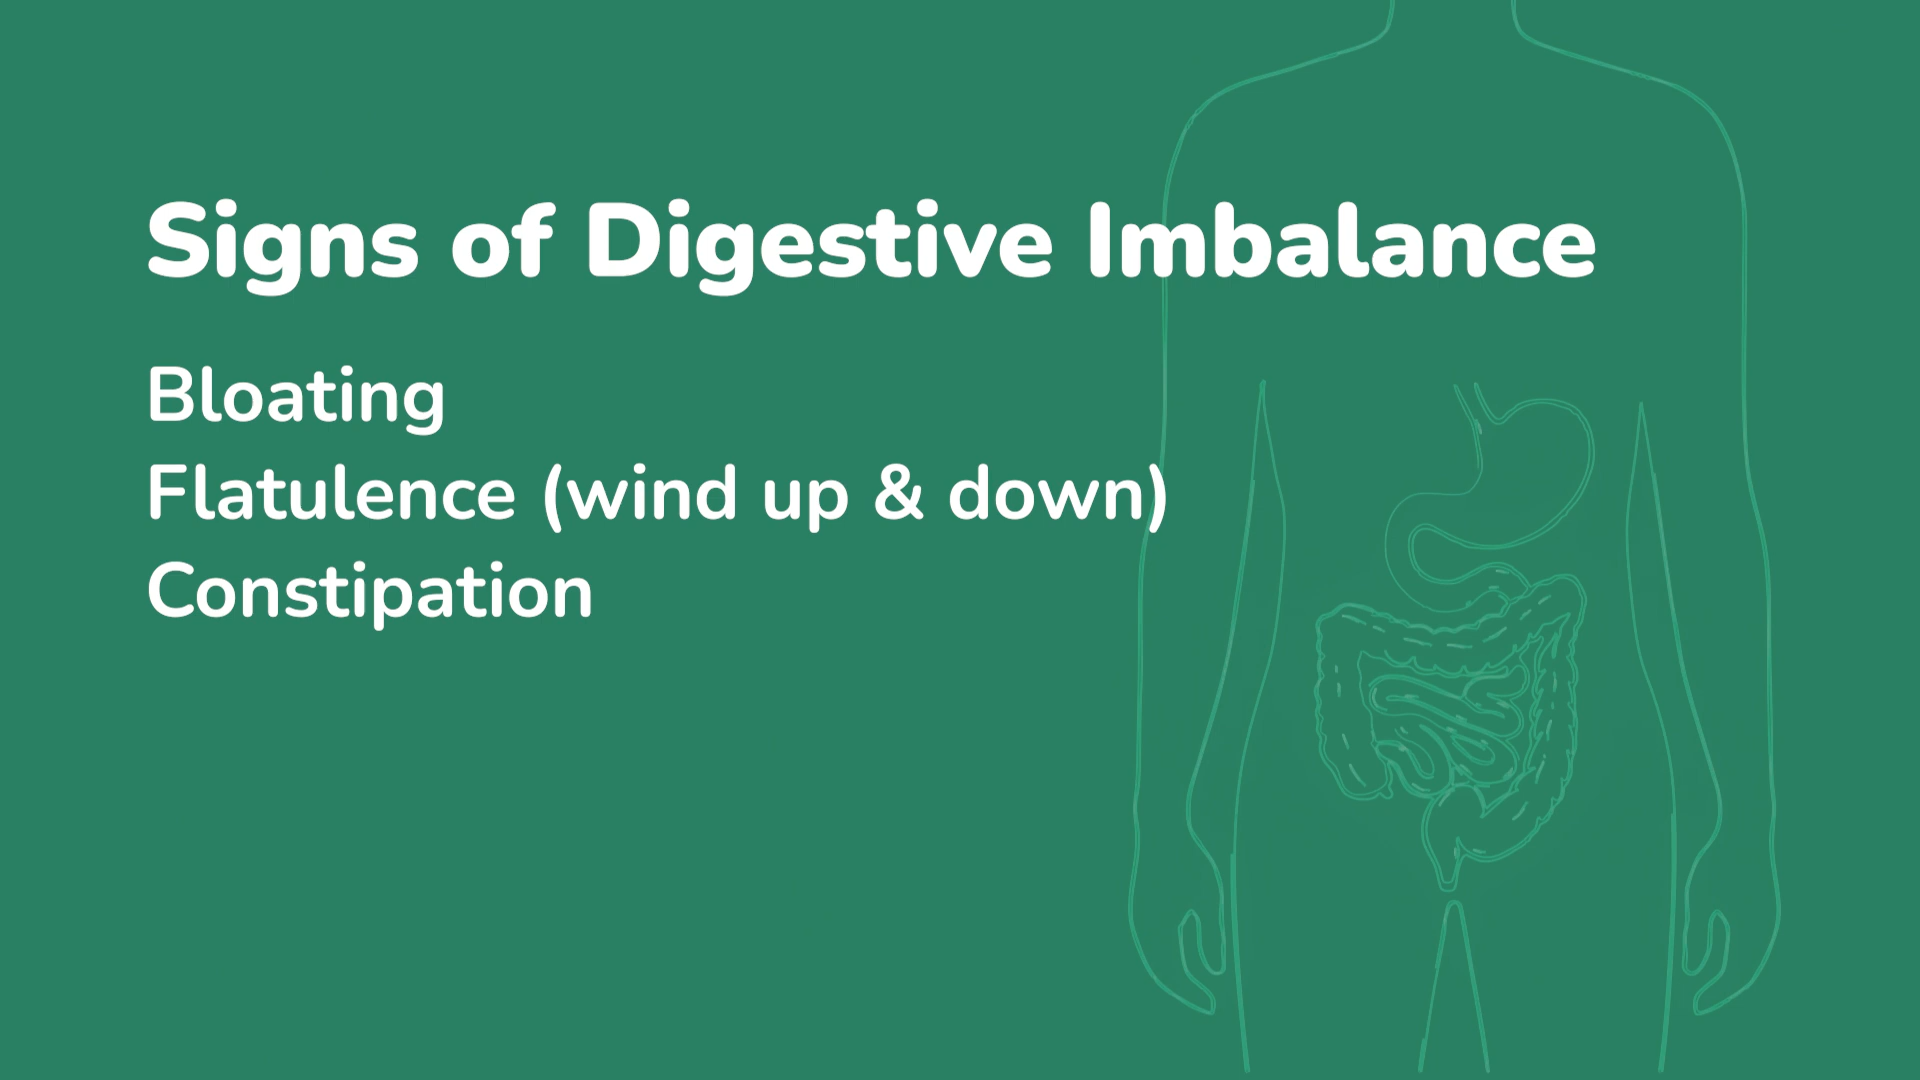 Signs of Digestive Imbalance
Bloating
Flatulence (wind up & down)
Constipation